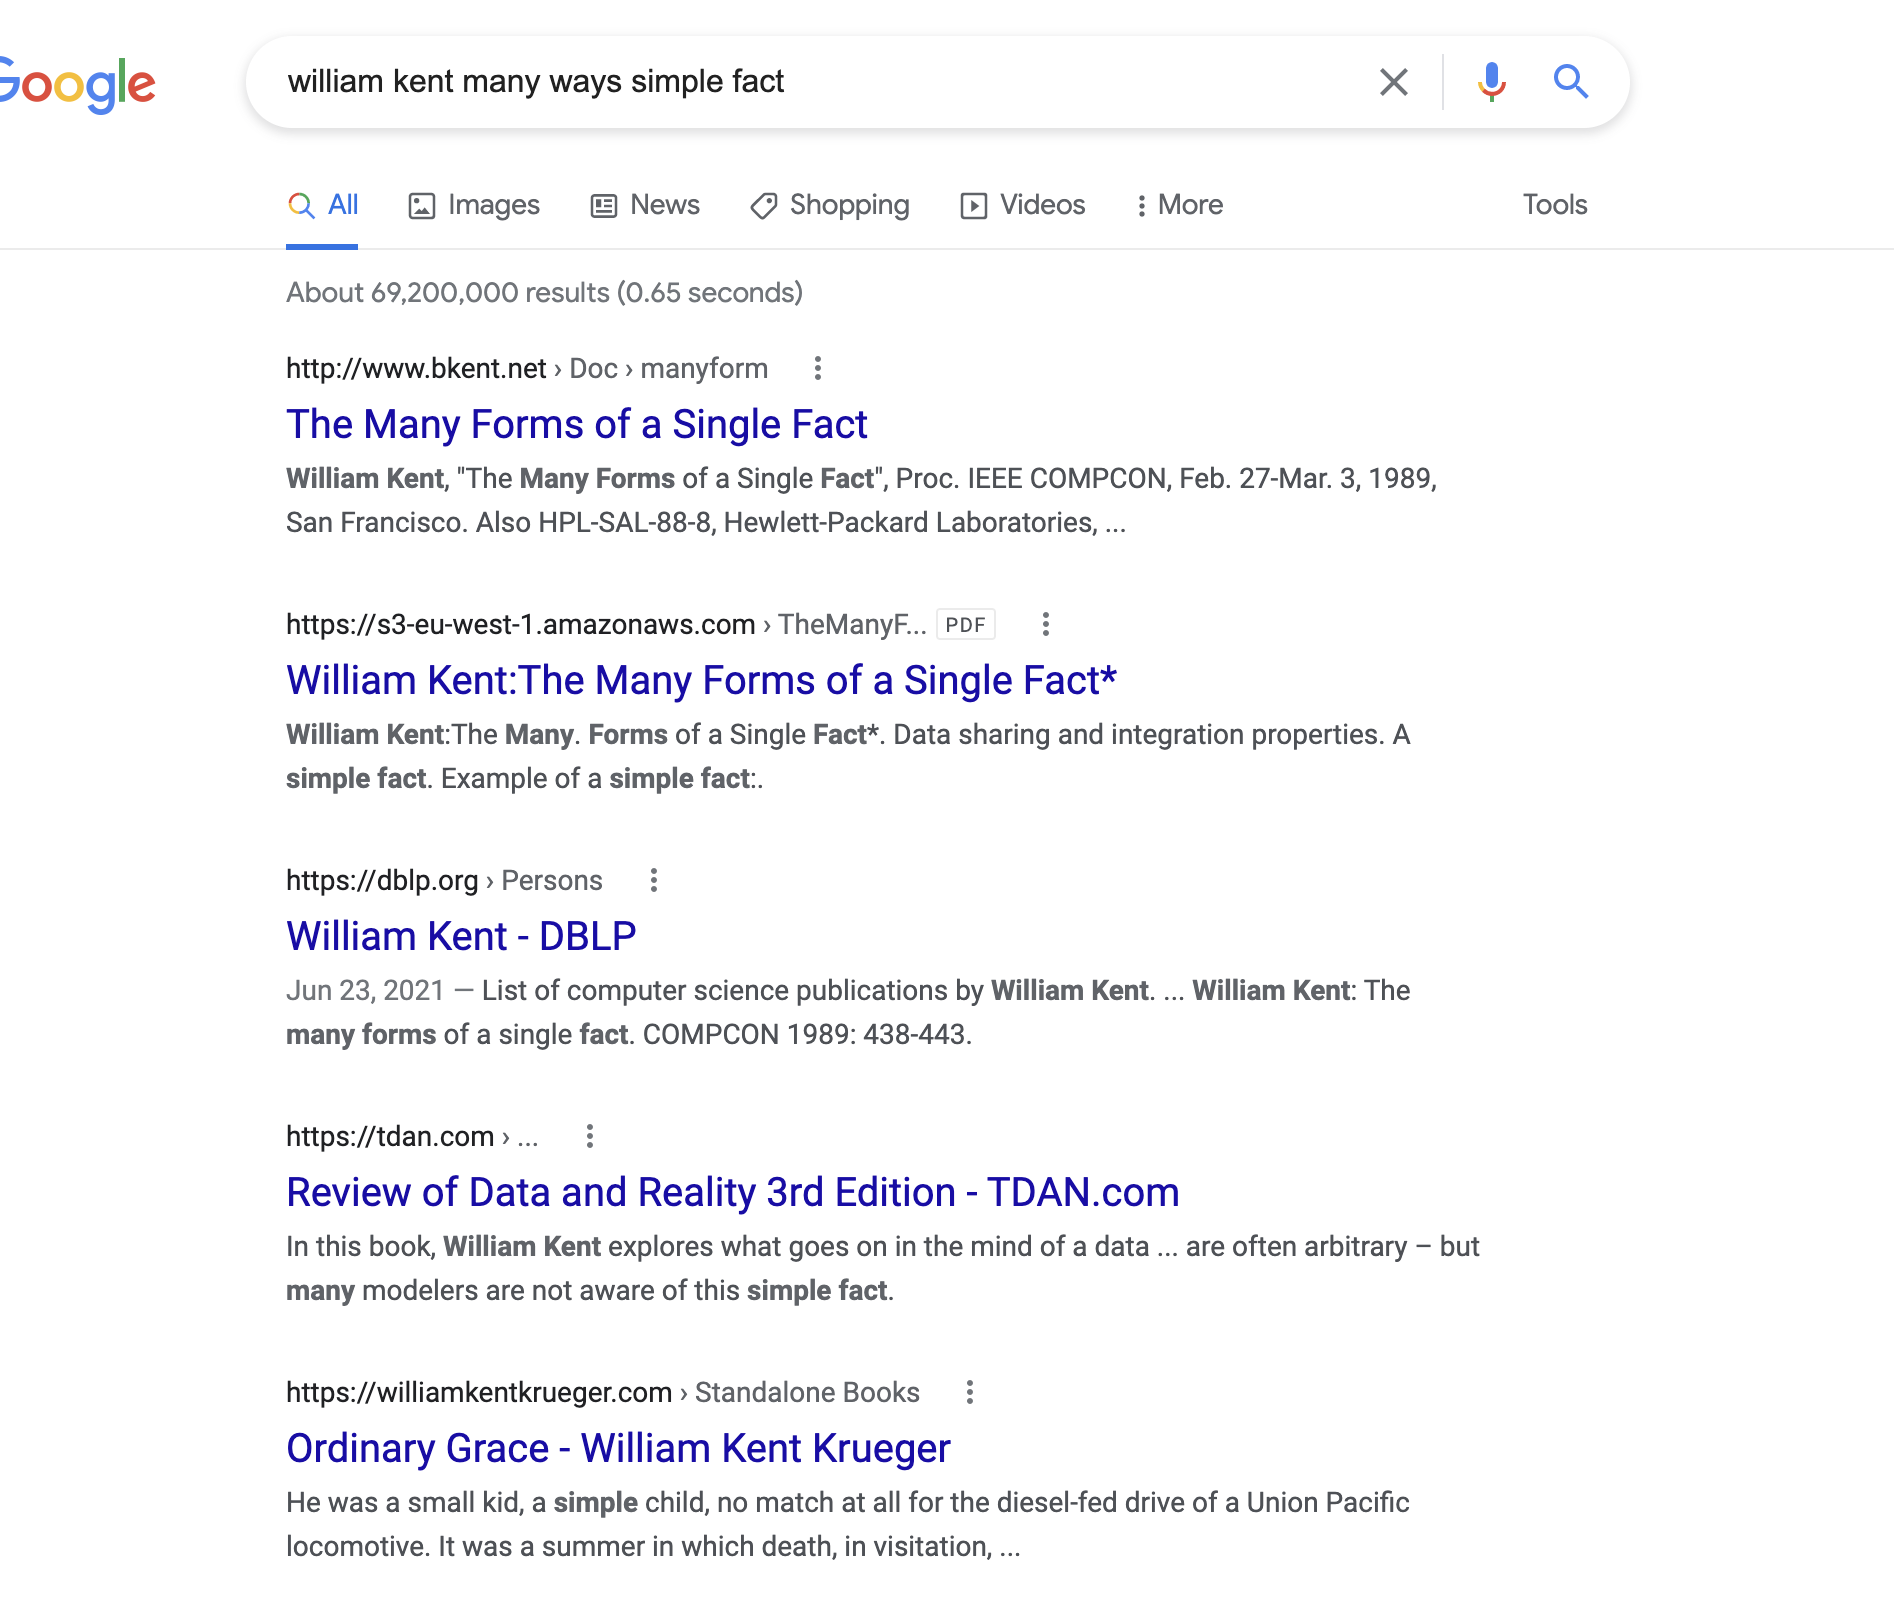 Google
william kent many ways simple fact
All Images News Shopping Videos More Tools
About 69,200,000 results (0.65 seconds)
http://www.bkent.net › Doc › manyform
The Many Forms of a Single Fact
William Kent, "The Many Forms of a Single Fact", Proc. IEEE COMPCON, Feb. 27-Mar. 3, 1989,
San Francisco. Also HPL-SAL-88-8, Hewlett-Packard Laboratories, ...
https://s3-eu-west-1.amazonaws.com › TheManyF... PDF
William Kent:The Many Forms of a Single Fact*
William Kent:The Many. Forms of a Single Fact*. Data sharing and integration properties. A
simple fact. Example of a simple fact:.
https://dblp.org › Persons
William Kent - DBLP
Jun 23, 2021 — List of computer science publications by William Kent. ... William Kent: The
many forms of a single fact. COMPCON 1989: 438-443.
https://tdan.com › ...
Review of Data and Reality 3rd Edition - TDAN.com
In this book, William Kent explores what goes on in the mind of a data ... are often arbitrary – but
many modelers are not aware of this simple fact.
https://williamkentkrueger.com › Standalone Books
Ordinary Grace - William Kent Krueger
He was a small kid, a simple child, no match at all for the diesel-fed drive of a Union Pacific
locomotive. It was a summer in which death, in visitation, ...